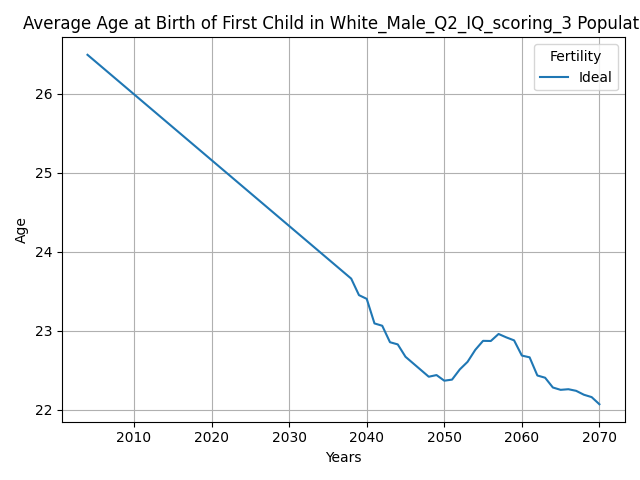 Average Age at Birth of First Child in White_Male_Q2_IQ_scoring_3 Populat
Fertility
Ideal
26
25
24
23
22
Age
2010 2020 2030 2040 2050 2060 2070
Years